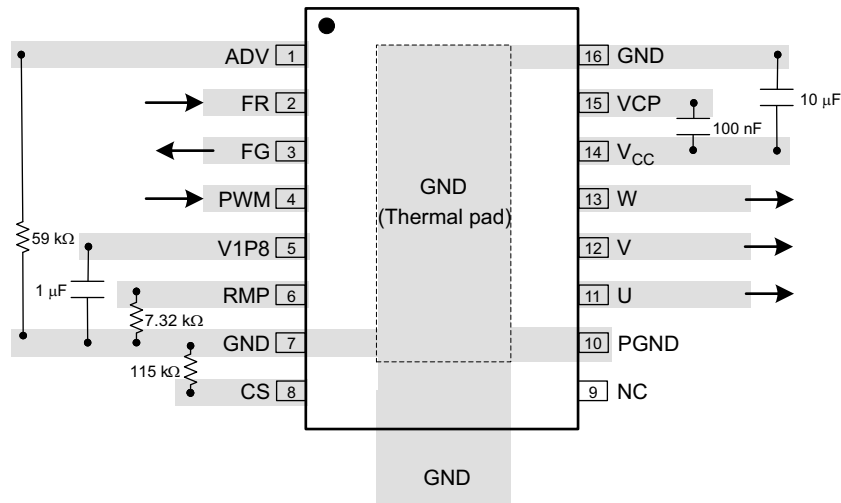 ADV 1
16 GND
FR 2
15 VCP
10 µF
100 nF
FG 3
14 VCC
GND
(Thermal pad)
PWM 4
13 W
59 kΩ
V1P8 5
12 V
1 µF
RMP 6
11 U
7.32 kΩ
GND 7
10 PGND
115 kΩ
CS 8
9 NC
GND